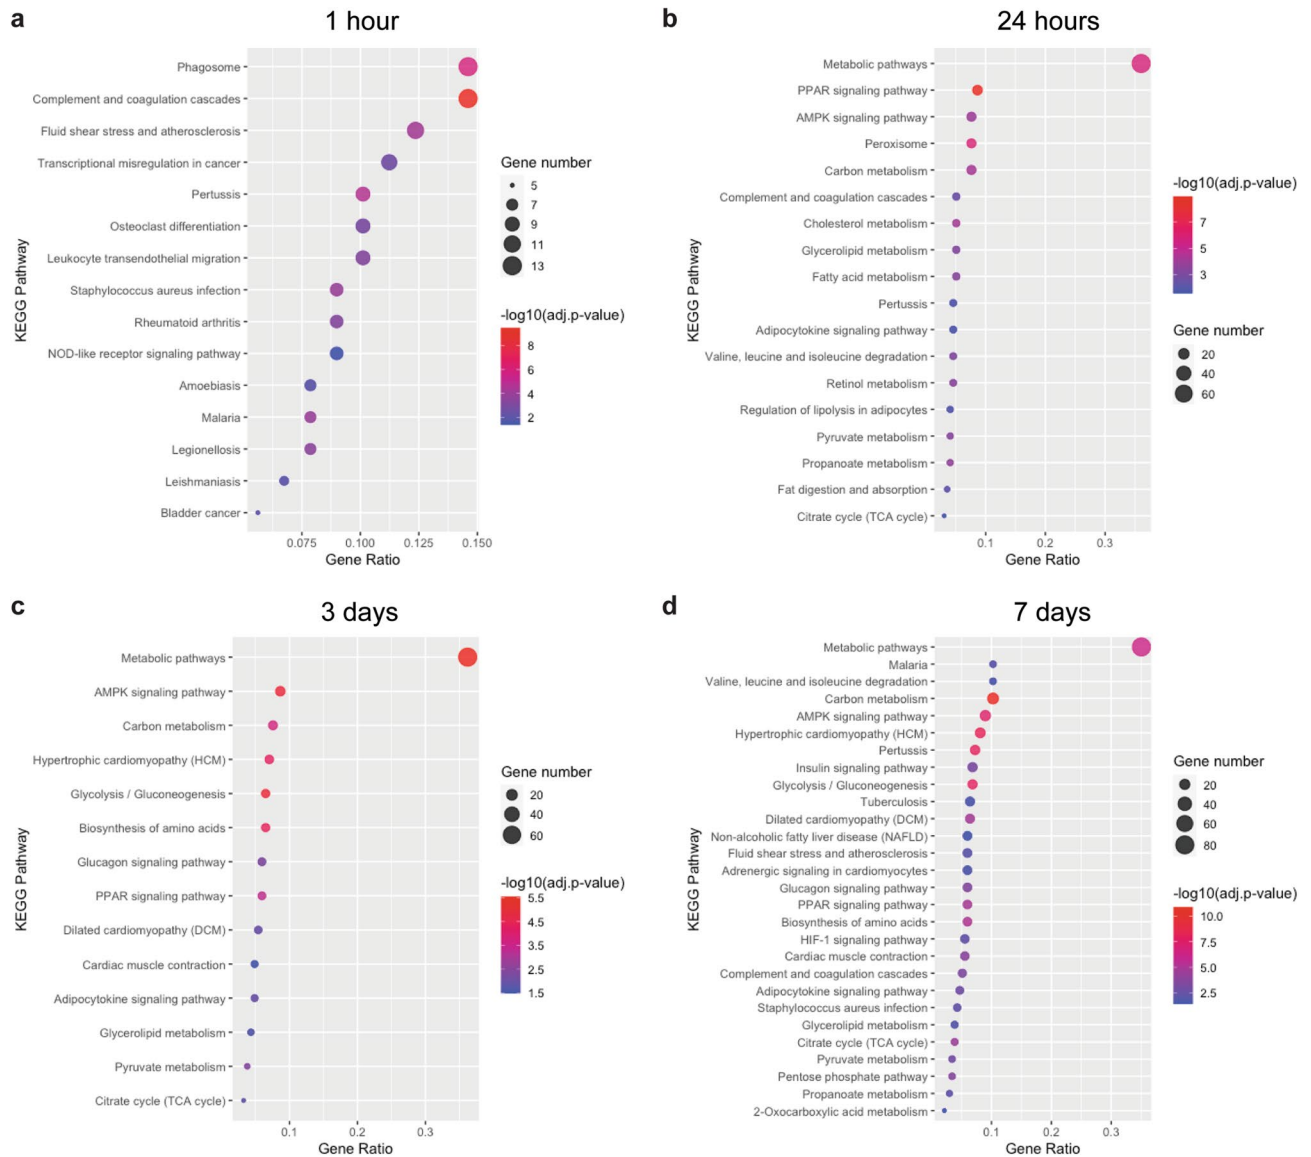 a
1 hour
KEGG Pathway
Phagosome
Complement and coagulation cascades
Fluid shear stress and atherosclerosis
Transcriptional misregulation in cancer
Pertussis
Osteoclast differentiation
Leukocyte transendothelial migration
Staphylococcus aureus infection
Rheumatoid arthritis
NOD-like receptor signaling pathway
Amoebiasis
Malaria
Legionellosis
Leishmaniasis
Bladder cancer
0.075 0.100 0.125 0.150
Gene Ratio
Gene number
5
7
9
11
13
-log10(adj.p-value)
8
6
4
2
b
24 hours
KEGG Pathway
Metabolic pathways
PPAR signaling pathway
AMPK signaling pathway
Peroxisome
Carbon metabolism
Complement and coagulation cascades
Cholesterol metabolism
Glycerolipid metabolism
Fatty acid metabolism
Pertussis
Adipocytokine signaling pathway
Valine, leucine and isoleucine degradation
Retinol metabolism
Regulation of lipolysis in adipocytes
Pyruvate metabolism
Propanoate metabolism
Fat digestion and absorption
Citrate cycle (TCA cycle)
0.1 0.2 0.3
Gene Ratio
-log10(adj.p-value)
7
5
3
Gene number
20
40
60
c
3 days
KEGG Pathway
Metabolic pathways
AMPK signaling pathway
Carbon metabolism
Hypertrophic cardiomyopathy (HCM)
Glycolysis / Gluconeogenesis
Biosynthesis of amino acids
Glucagon signaling pathway
PPAR signaling pathway
Dilated cardiomyopathy (DCM)
Cardiac muscle contraction
Adipocytokine signaling pathway
Glycerolipid metabolism
Pyruvate metabolism
Citrate cycle (TCA cycle)
0.1 0.2 0.3
Gene Ratio
Gene number
20
40
60
-log10(adj.p-value)
5.5
4.5
3.5
2.5
1.5
d
7 days
KEGG Pathway
Metabolic pathways
Malaria
Valine, leucine and isoleucine degradation
Carbon metabolism
AMPK signaling pathway
Hypertrophic cardiomyopathy (HCM)
Pertussis
Insulin signaling pathway
Glycolysis / Gluconeogenesis
Tuberculosis
Dilated cardiomyopathy (DCM)
Non-alcoholic fatty liver disease (NAFLD)
Fluid shear stress and atherosclerosis
Adrenergic signaling in cardiomyocytes
Glucagon signaling pathway
PPAR signaling pathway
Biosynthesis of amino acids
HIF-1 signaling pathway
Cardiac muscle contraction
Complement and coagulation cascades
Adipocytokine signaling pathway
Staphylococcus aureus infection
Glycerolipid metabolism
Citrate cycle (TCA cycle)
Pyruvate metabolism
Pentose phosphate pathway
Propanoate metabolism
2-Oxocarboxylic acid metabolism
0.1 0.2 0.3
Gene Ratio
Gene number
20
40
60
80
-log10(adj.p-value)
10.0
7.5
5.0
2.5